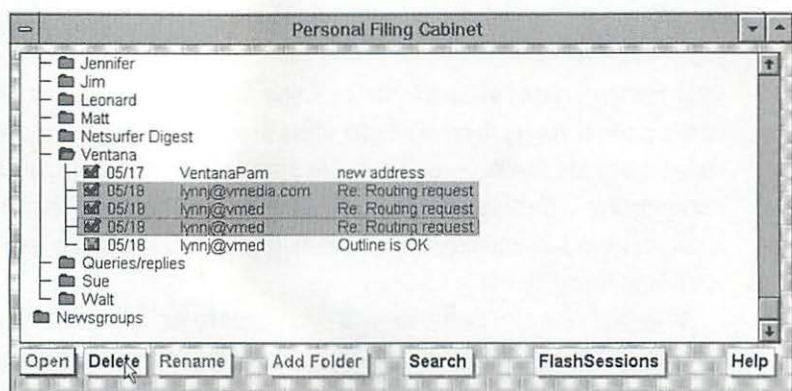 Personal Filing Cabinet
Jennifer
Jim
Leonard
Matt
Netsurfer Digest
Ventana
05/17 VentanaPam new address
05/18 lynnj@vmedia.com Re: Routing request
05/18 lynnj@vmed Re: Routing request
05/18 lynnj@vmed Re: Routing request
05/18 lynnj@vmed Outline is OK
Queries/replies
Sue
Walt
Newsgroups
Open Delete Rename Add Folder Search FlashSessions Help